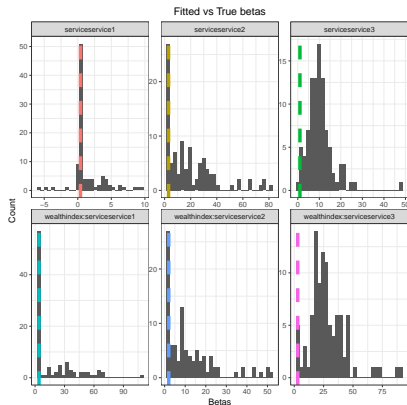 Fitted vs True betas
serviceservice1 serviceservice2 serviceservice3
50
40
30
20
10
0
20
10
0
15
10
5
0
-5 0 5 10
0 20 40 60 80
0 10 20 30 40 50
Count
wealthindex:serviceservice1 wealthindex:serviceservice2 wealthindex:serviceservice3
40
20
0
20
10
0
10
5
0
0 30 60 90
0 10 20 30 40 50
0 25 50 75
Betas